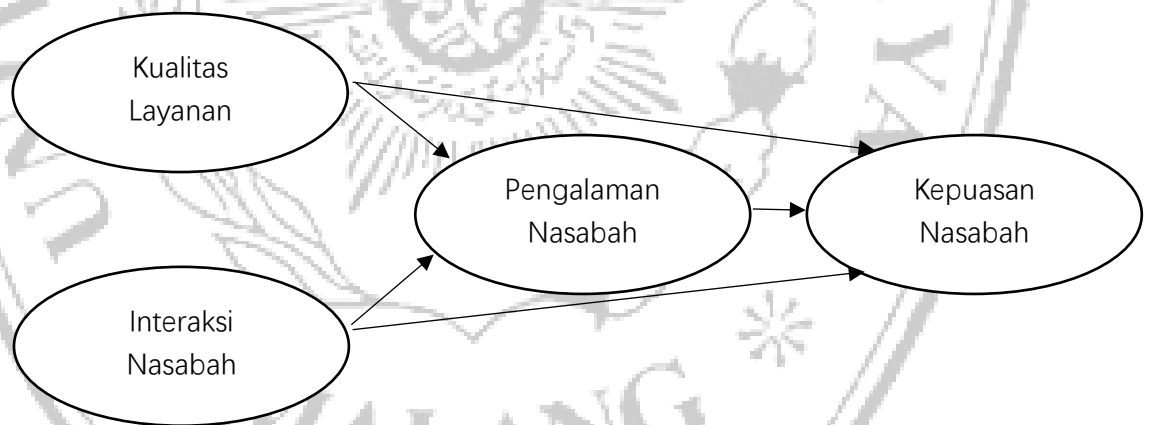 Kualitas
Layanan
Pengalaman
Nasabah
Kepuasan
Nasabah
Interaksi
Nasabah